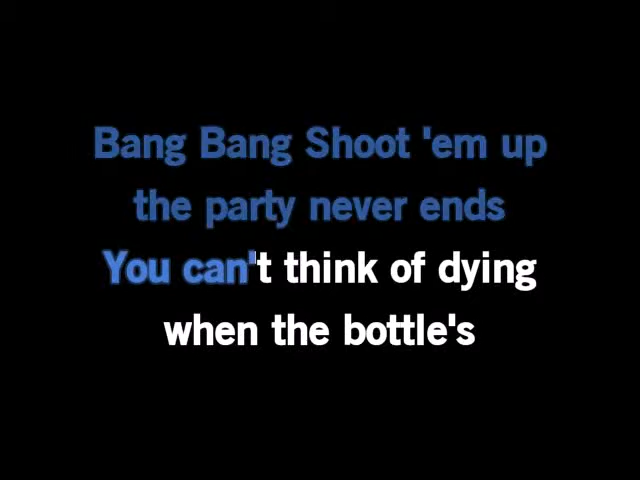 Bang Bang Shoot 'em up
the party never ends
You can't think of dying
when the bottle's